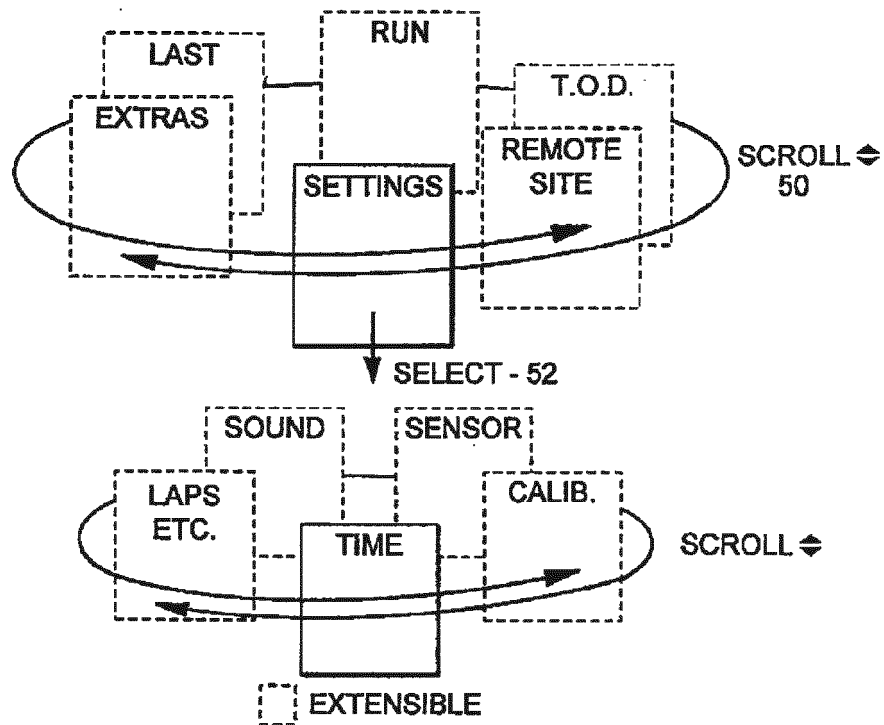 RUN
LAST
T.O.D.
EXTRAS
REMOTE
SITE
SCROLL
50
SETTINGS
SELECT - 52
SOUND
SENSOR
LAPS
ETC.
CALIB.
TIME
SCROLL
EXTENSIBLE